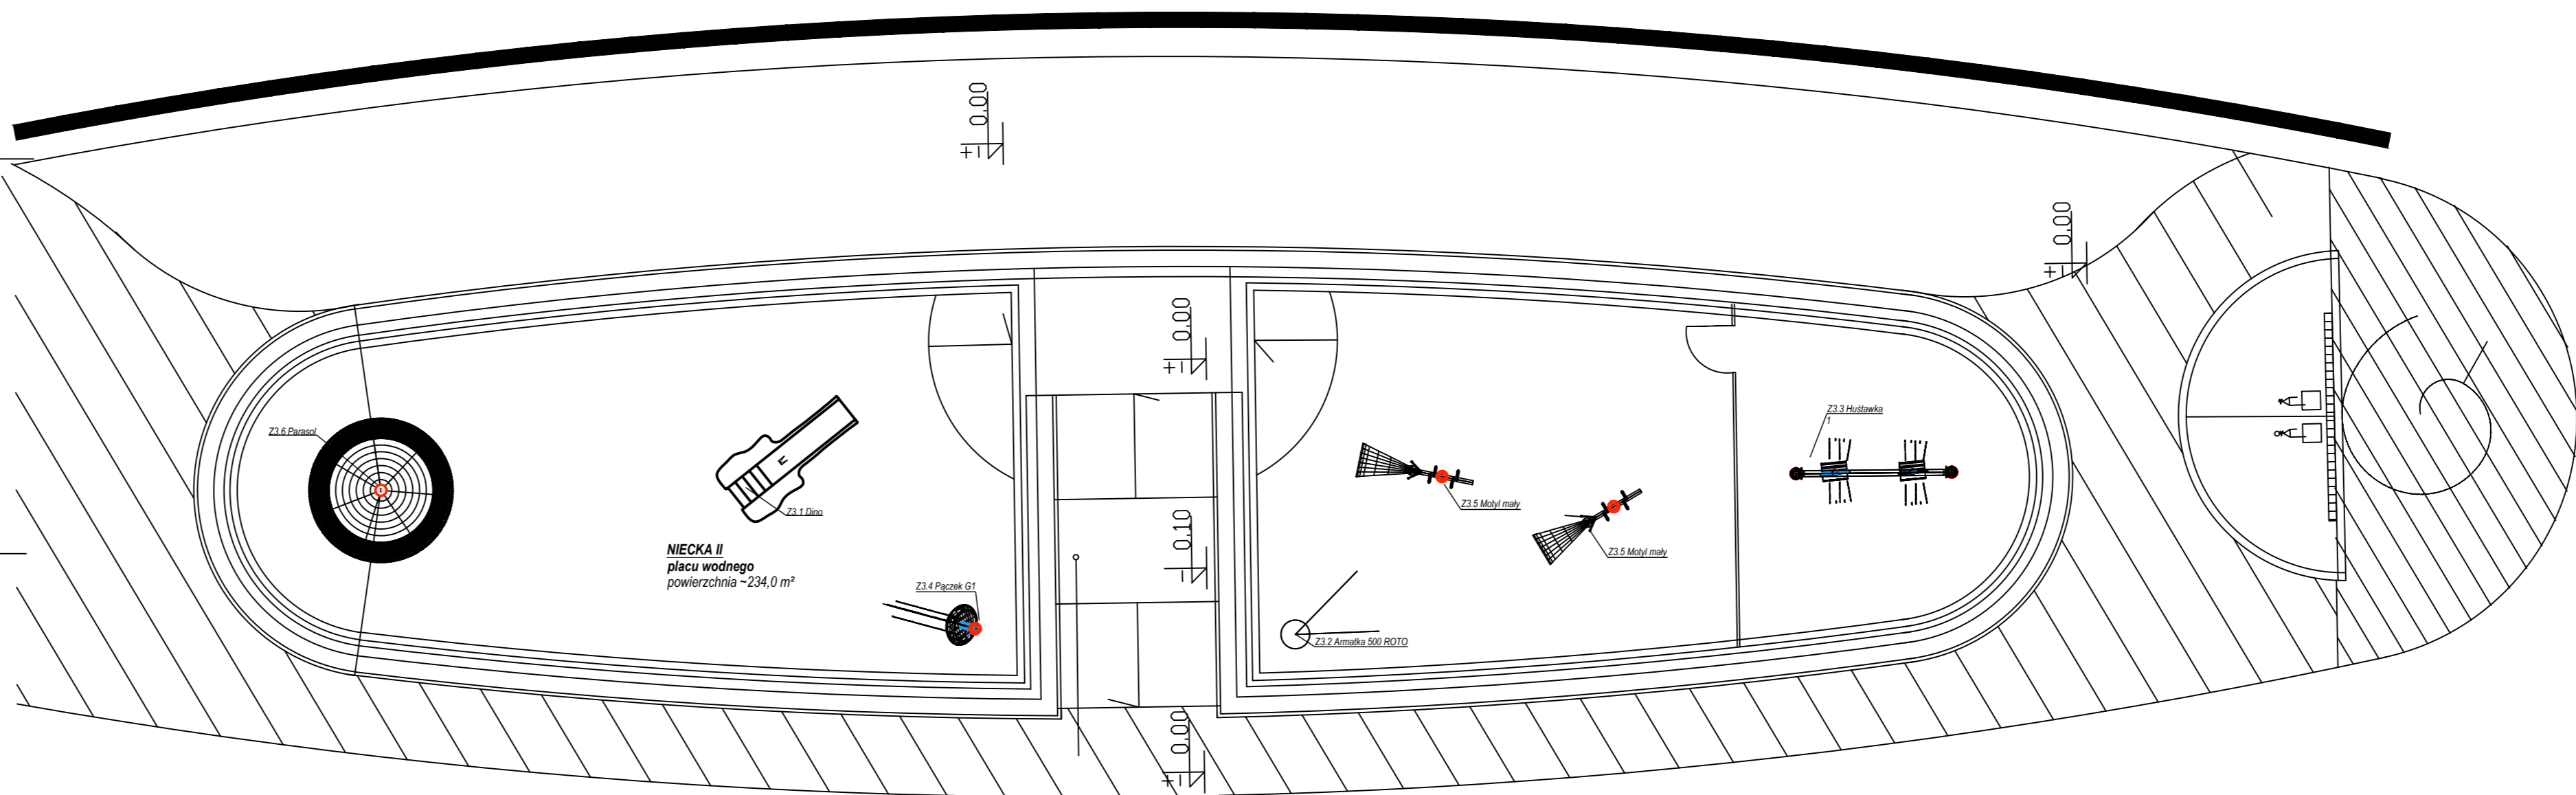 ±0.00
±0.00
±0.00
Z3.3 Huśtawka
1
Z3.6 Parasol
Z3.5 Motyl mały
Z3.1 Dino
-0.10
NIECKA II
placu wodnego
powierzchnia ~234,0 m²
Z3.5 Motyl mały
Z3.4 Pączek G1
Z3.2 Armatka 500 ROTO
±0.00